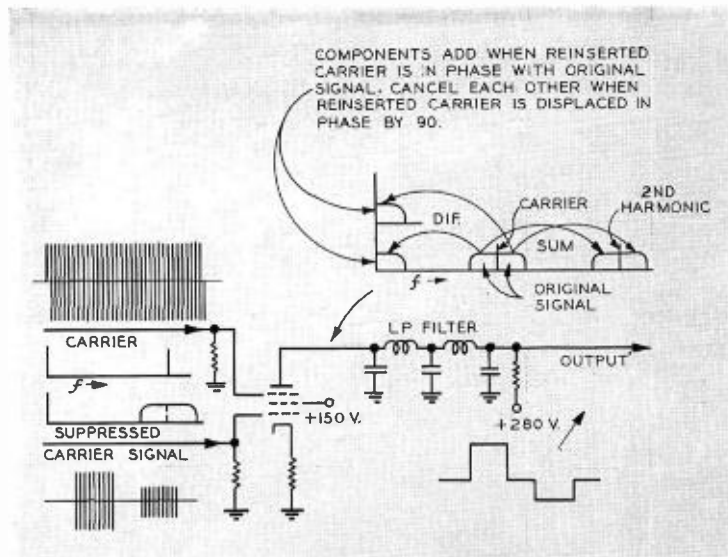 COMPONENTS ADD WHEN REINSERTED
CARRIER IS IN PHASE WITH ORIGINAL
SIGNAL. CANCEL EACH OTHER WHEN
REINSERTED CARRIER IS DISPLACED IN
PHASE BY 90.
2ND
HARMONIC
CARRIER
DIF.
SUM
f
ORIGINAL
SIGNAL
L.P. FILTER
CARRIER
OUTPUT
f
+150 V.
+280 V.
SUPPRESSED
CARRIER SIGNAL